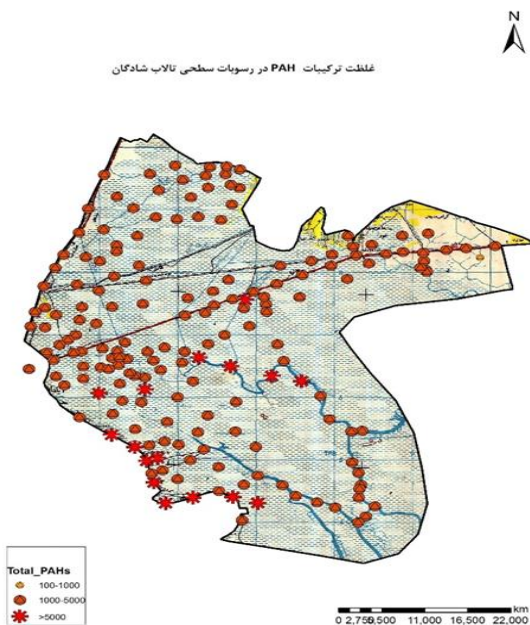 N
غلظت ترکیبات PAH در رسوبات سطحی تالاب شادگان
Total_PAHs
100-1000
1000-5000
>5000
km
0 2,750 5,500 11,000 16,500 22,000